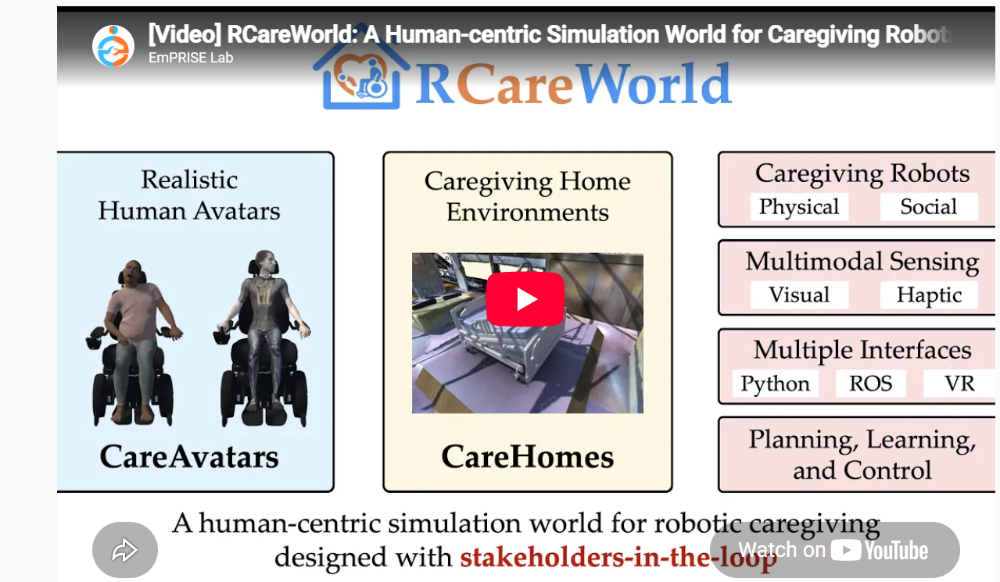 [Video] RCareWorld: A Human-centric Simulation World for Caregiving Robots
EmPRISE Lab
RCareWorld
Realistic
Human Avatars
CareAvatars
Caregiving Home
Environments
CareHomes
Caregiving Robots
Physical Social
Multimodal Sensing
Visual Haptic
Multiple Interfaces
Python ROS VR
Planning, Learning,
and Control
A human-centric simulation world for robotic caregiving
designed with stakeholders-in-the-loop
Watch on YouTube